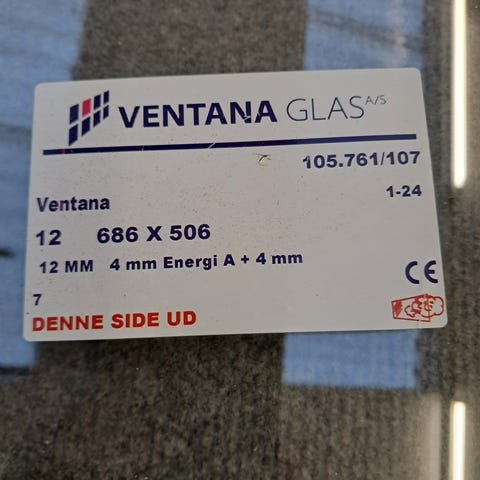 VENTANA GLAS A/S
105.761/107
1-24
Ventana
12 686 X 506
12 MM 4 mm Energi A + 4 mm
CE
7
DENNE SIDE UD